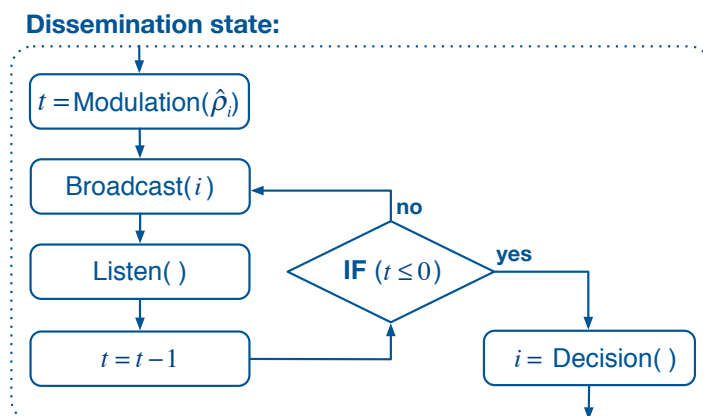 Dissemination state:
t = Modulation(ρ̂ᵢ)
Broadcast(i)
no
Listen( )
IF (t ≤ 0)
yes
t = t − 1
i = Decision( )